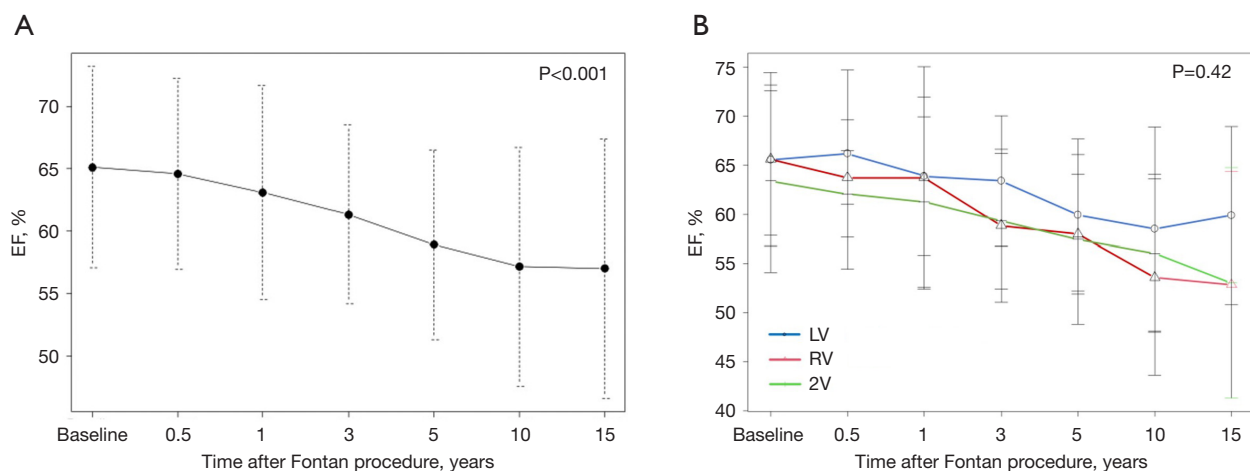 A
P<0.001
70
65
60
55
50
EF, %
Baseline 0.5 1 3 5 10 15
Time after Fontan procedure, years
B
P=0.42
75
70
65
60
55
50
45
40
EF, %
LV
RV
2V
Baseline 0.5 1 3 5 10 15
Time after Fontan procedure, years